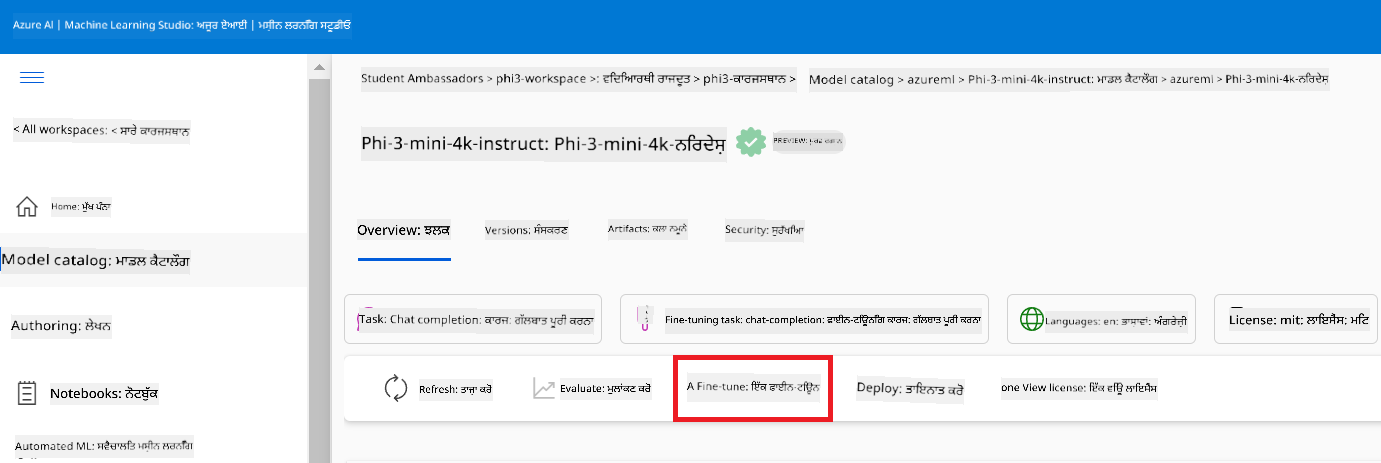 Azure AI | Machine Learning Studio: ਅਜ਼ੂਰ ਏਆਈ | ਮਸ਼ੀਨ ਲਰਨਿੰਗ ਸਟੂਡੀਓ
Student Ambassadors > phi3-workspace >: ਵਿਦਿਆਰਥੀ ਰਾਜਦੂਤ > phi3-ਕਾਰਜਸਥਾਨ >
Model catalog > azureml > Phi-3-mini-4k-instruct: ਮਾਡਲ ਕੈਟਾਲੌਗ > azureml > Phi-3-mini-4k-ਨਿਰਦੇਸ਼
< All workspaces: < ਸਾਰੇ ਕਾਰਜਸਥਾਨ
Phi-3-mini-4k-instruct: Phi-3-mini-4k-ਨਿਰਦੇਸ਼
PREVIEW:
Home: ਮੁੱਖ ਪੰਨਾ
Overview: ਝਲਕ
Versions: ਸੰਸਕਰਣ
Artifacts: ਕਲਾ ਨਮੂਨੇ
Security: ਸੁਰੱਖਿਆ
Model catalog: ਮਾਡਲ ਕੈਟਾਲੌਗ
Authoring: ਲੇਖਨ
Task: Chat completion: ਕਾਰਜ: ਗੱਲਬਾਤ ਪੂਰੀ ਕਰਨਾ
Fine-tuning task: chat-completion: ਫਾਈਨ-ਟਿਊਨਿੰਗ ਕਾਰਜ: ਗੱਲਬਾਤ ਪੂਰੀ ਕਰਨਾ
Languages: en: ਭਾਸ਼ਾਵਾਂ: ਅੰਗਰੇਜ਼ੀ
License: mit: ਲਾਇਸੈਂਸ: ਮਿਟ
Notebooks: ਨੋਟਬੁੱਕ
Refresh: ਤਾਜ਼ਾ ਕਰੋ
Evaluate: ਮੁਲਾਂਕਣ ਕਰੋ
A Fine-tune: ਇੱਕ ਫਾਈਨ-ਟਿਊਨ
Deploy: ਤਾਇਨਾਤ ਕਰੋ
one View license: ਇੱਕ ਵਿਊ ਲਾਇਸੈਂਸ
Automated ML: ਸਵੈਚਾਲਿਤ ਮਸ਼ੀਨ ਲਰਨਿੰਗ